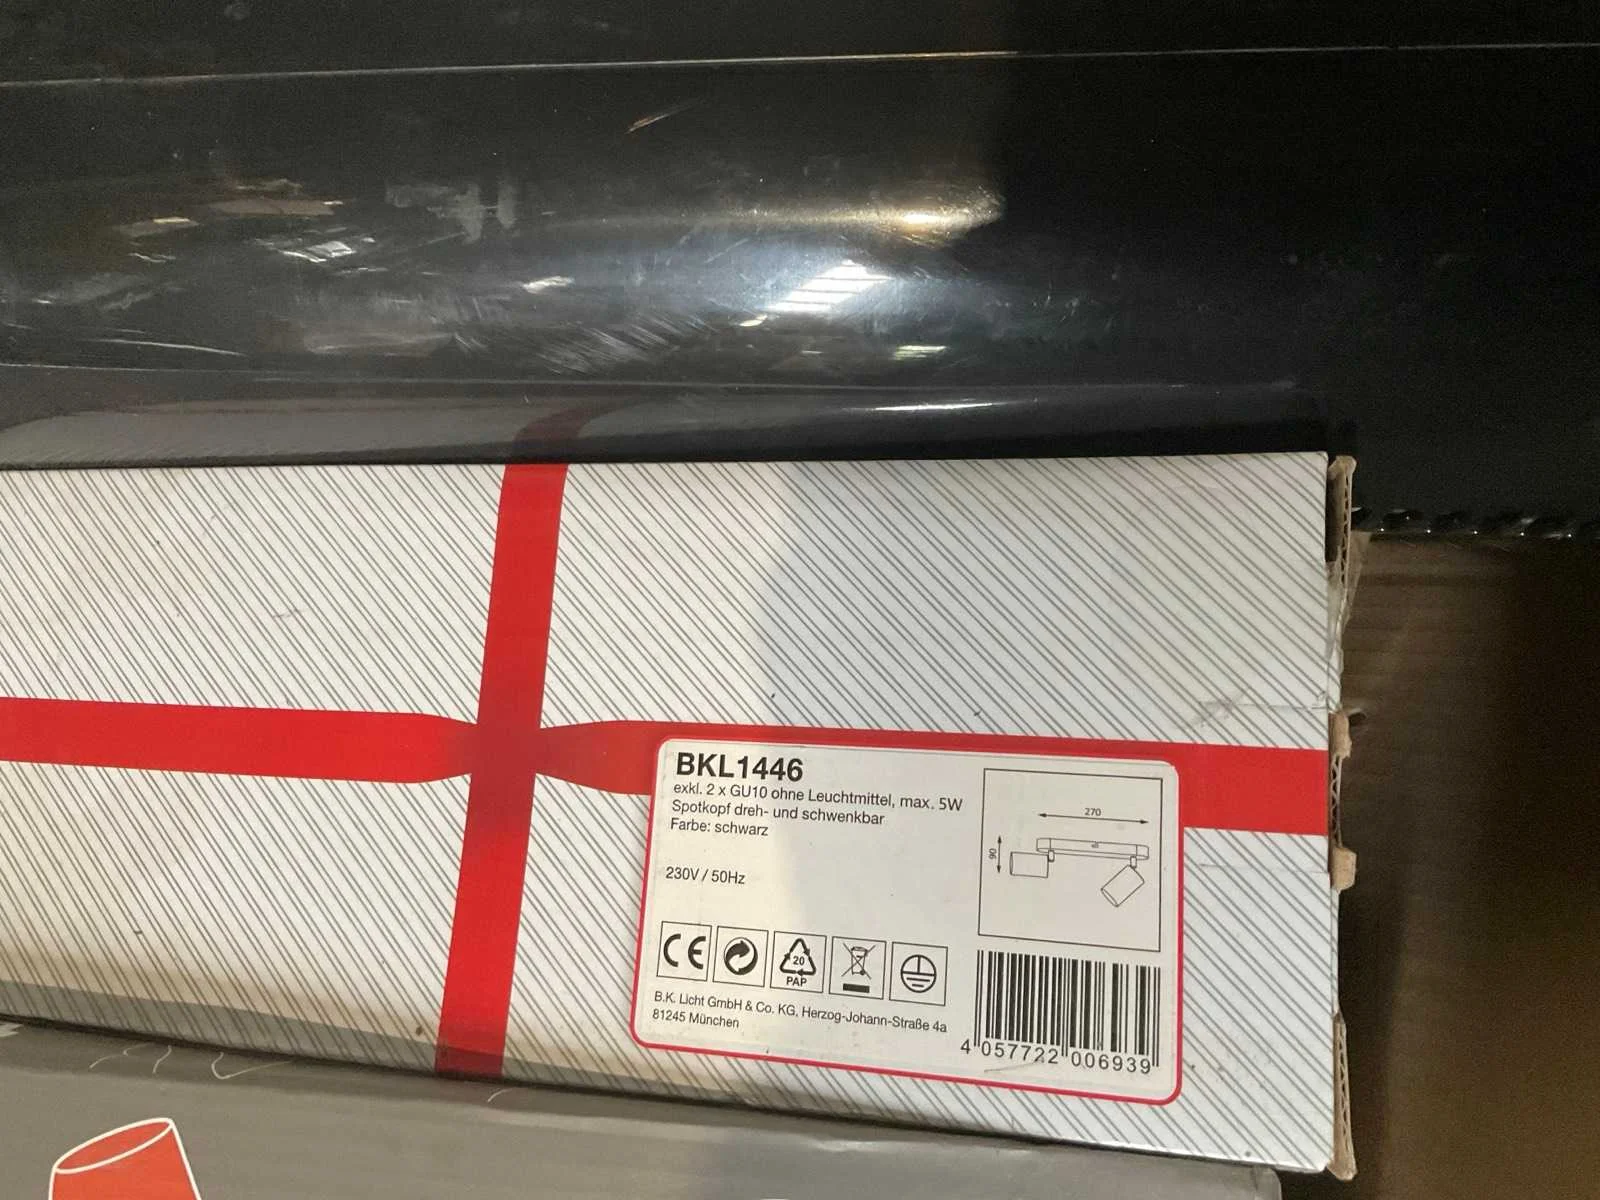 BKL1446
exkl. 2 x GU10 ohne Leuchtmittel, max. 5W
Spotkopf dreh- und schwenkbar
Farbe: schwarz
230V / 50Hz
270
90
CE
20
PAP
B.K. Licht GmbH & Co. KG, Herzog-Johann-Straße 4a
81245 München
4 057722 006939